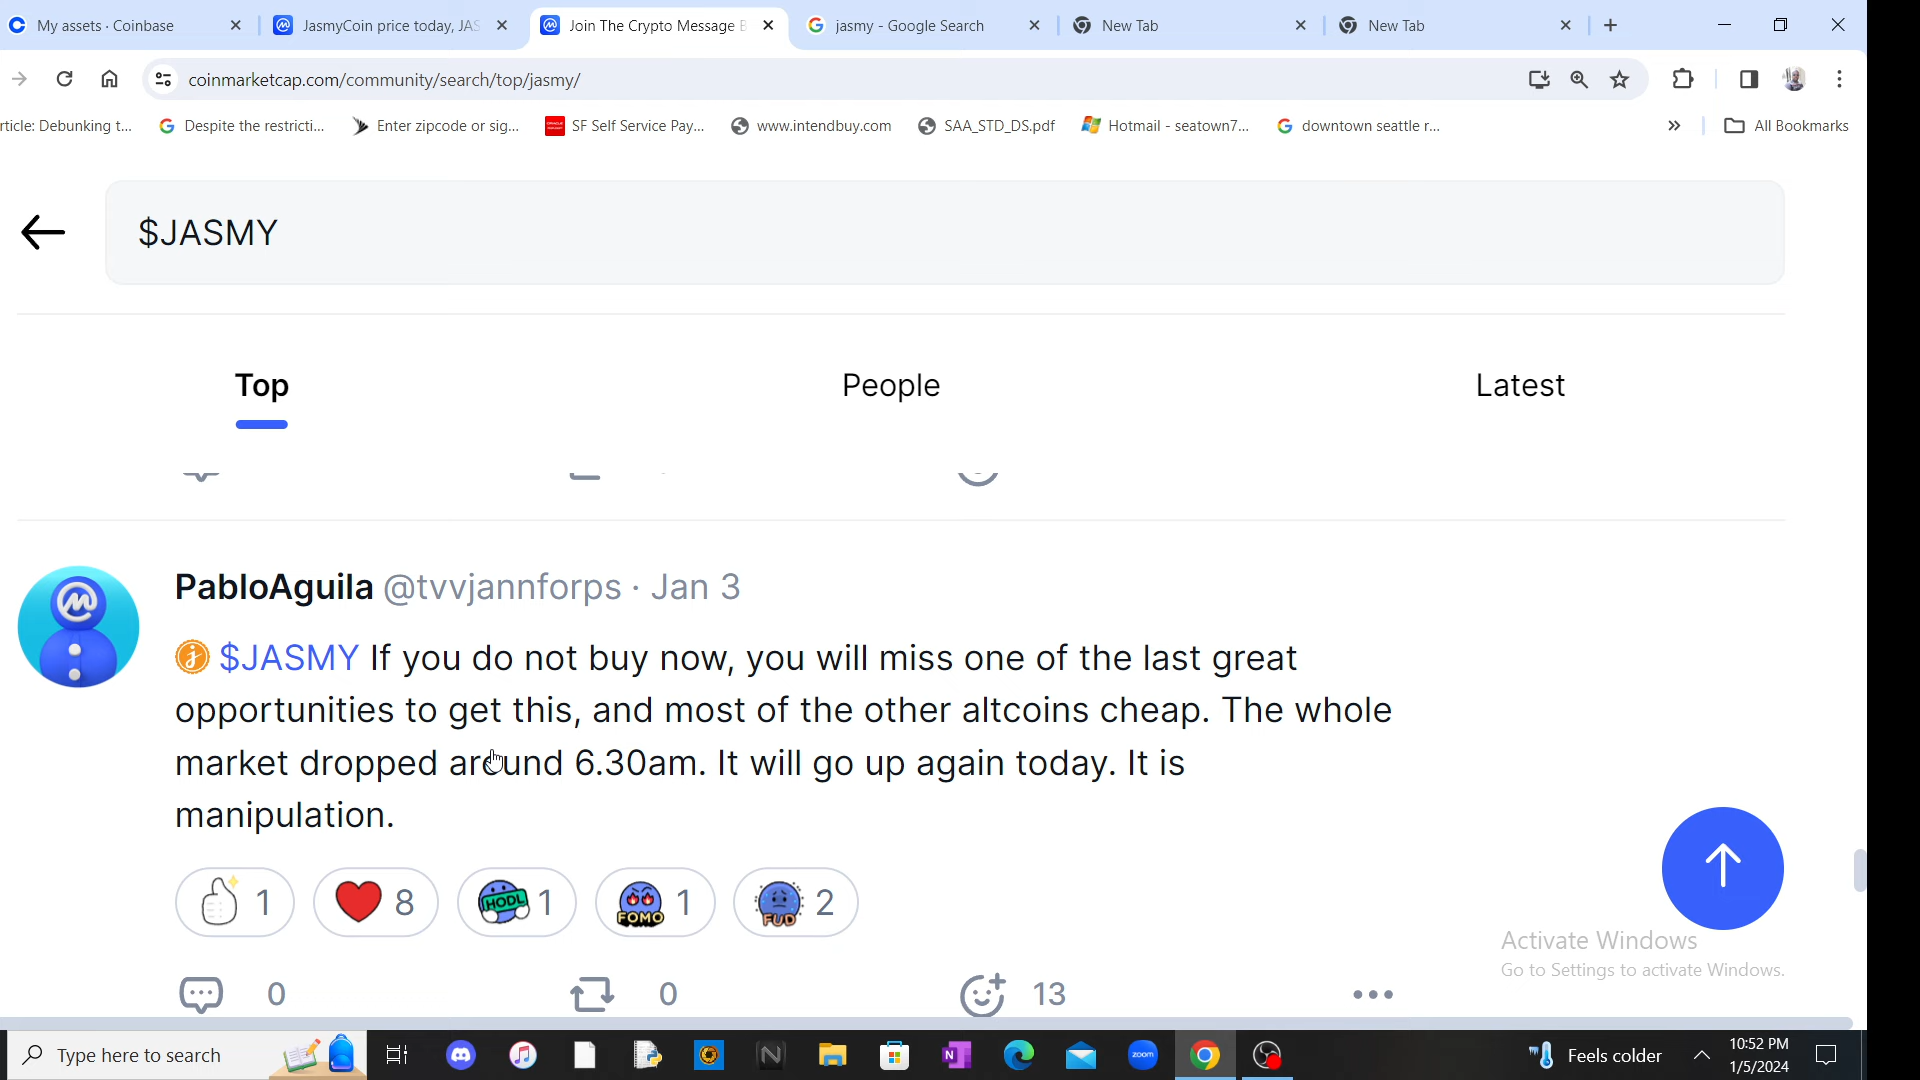 My assets · Coinbase
JasmyCoin price today, JAS
Join The Crypto Message B
jasmy - Google Search
New Tab
New Tab
coinmarketcap.com/community/search/top/jasmy/
rticle: Debunking t...
Despite the restricti...
Enter zipcode or sig...
SF Self Service Pay...
www.intendbuy.com
SAA_STD_DS.pdf
Hotmail - seatown7...
downtown seattle r...
All Bookmarks
$JASMY
Top
People
Latest
PabloAguila @tvvjannforps · Jan 3
$JASMY If you do not buy now, you will miss one of the last great
opportunities to get this, and most of the other altcoins cheap. The whole
market dropped around 6.30am. It will go up again today. It is
manipulation.
1
8
HODL 1
FOMO 1
FUD 2
0
0
13
Activate Windows
Go to Settings to activate Windows.
Type here to search
N
N
zoom
Feels colder
10:52 PM
1/5/2024